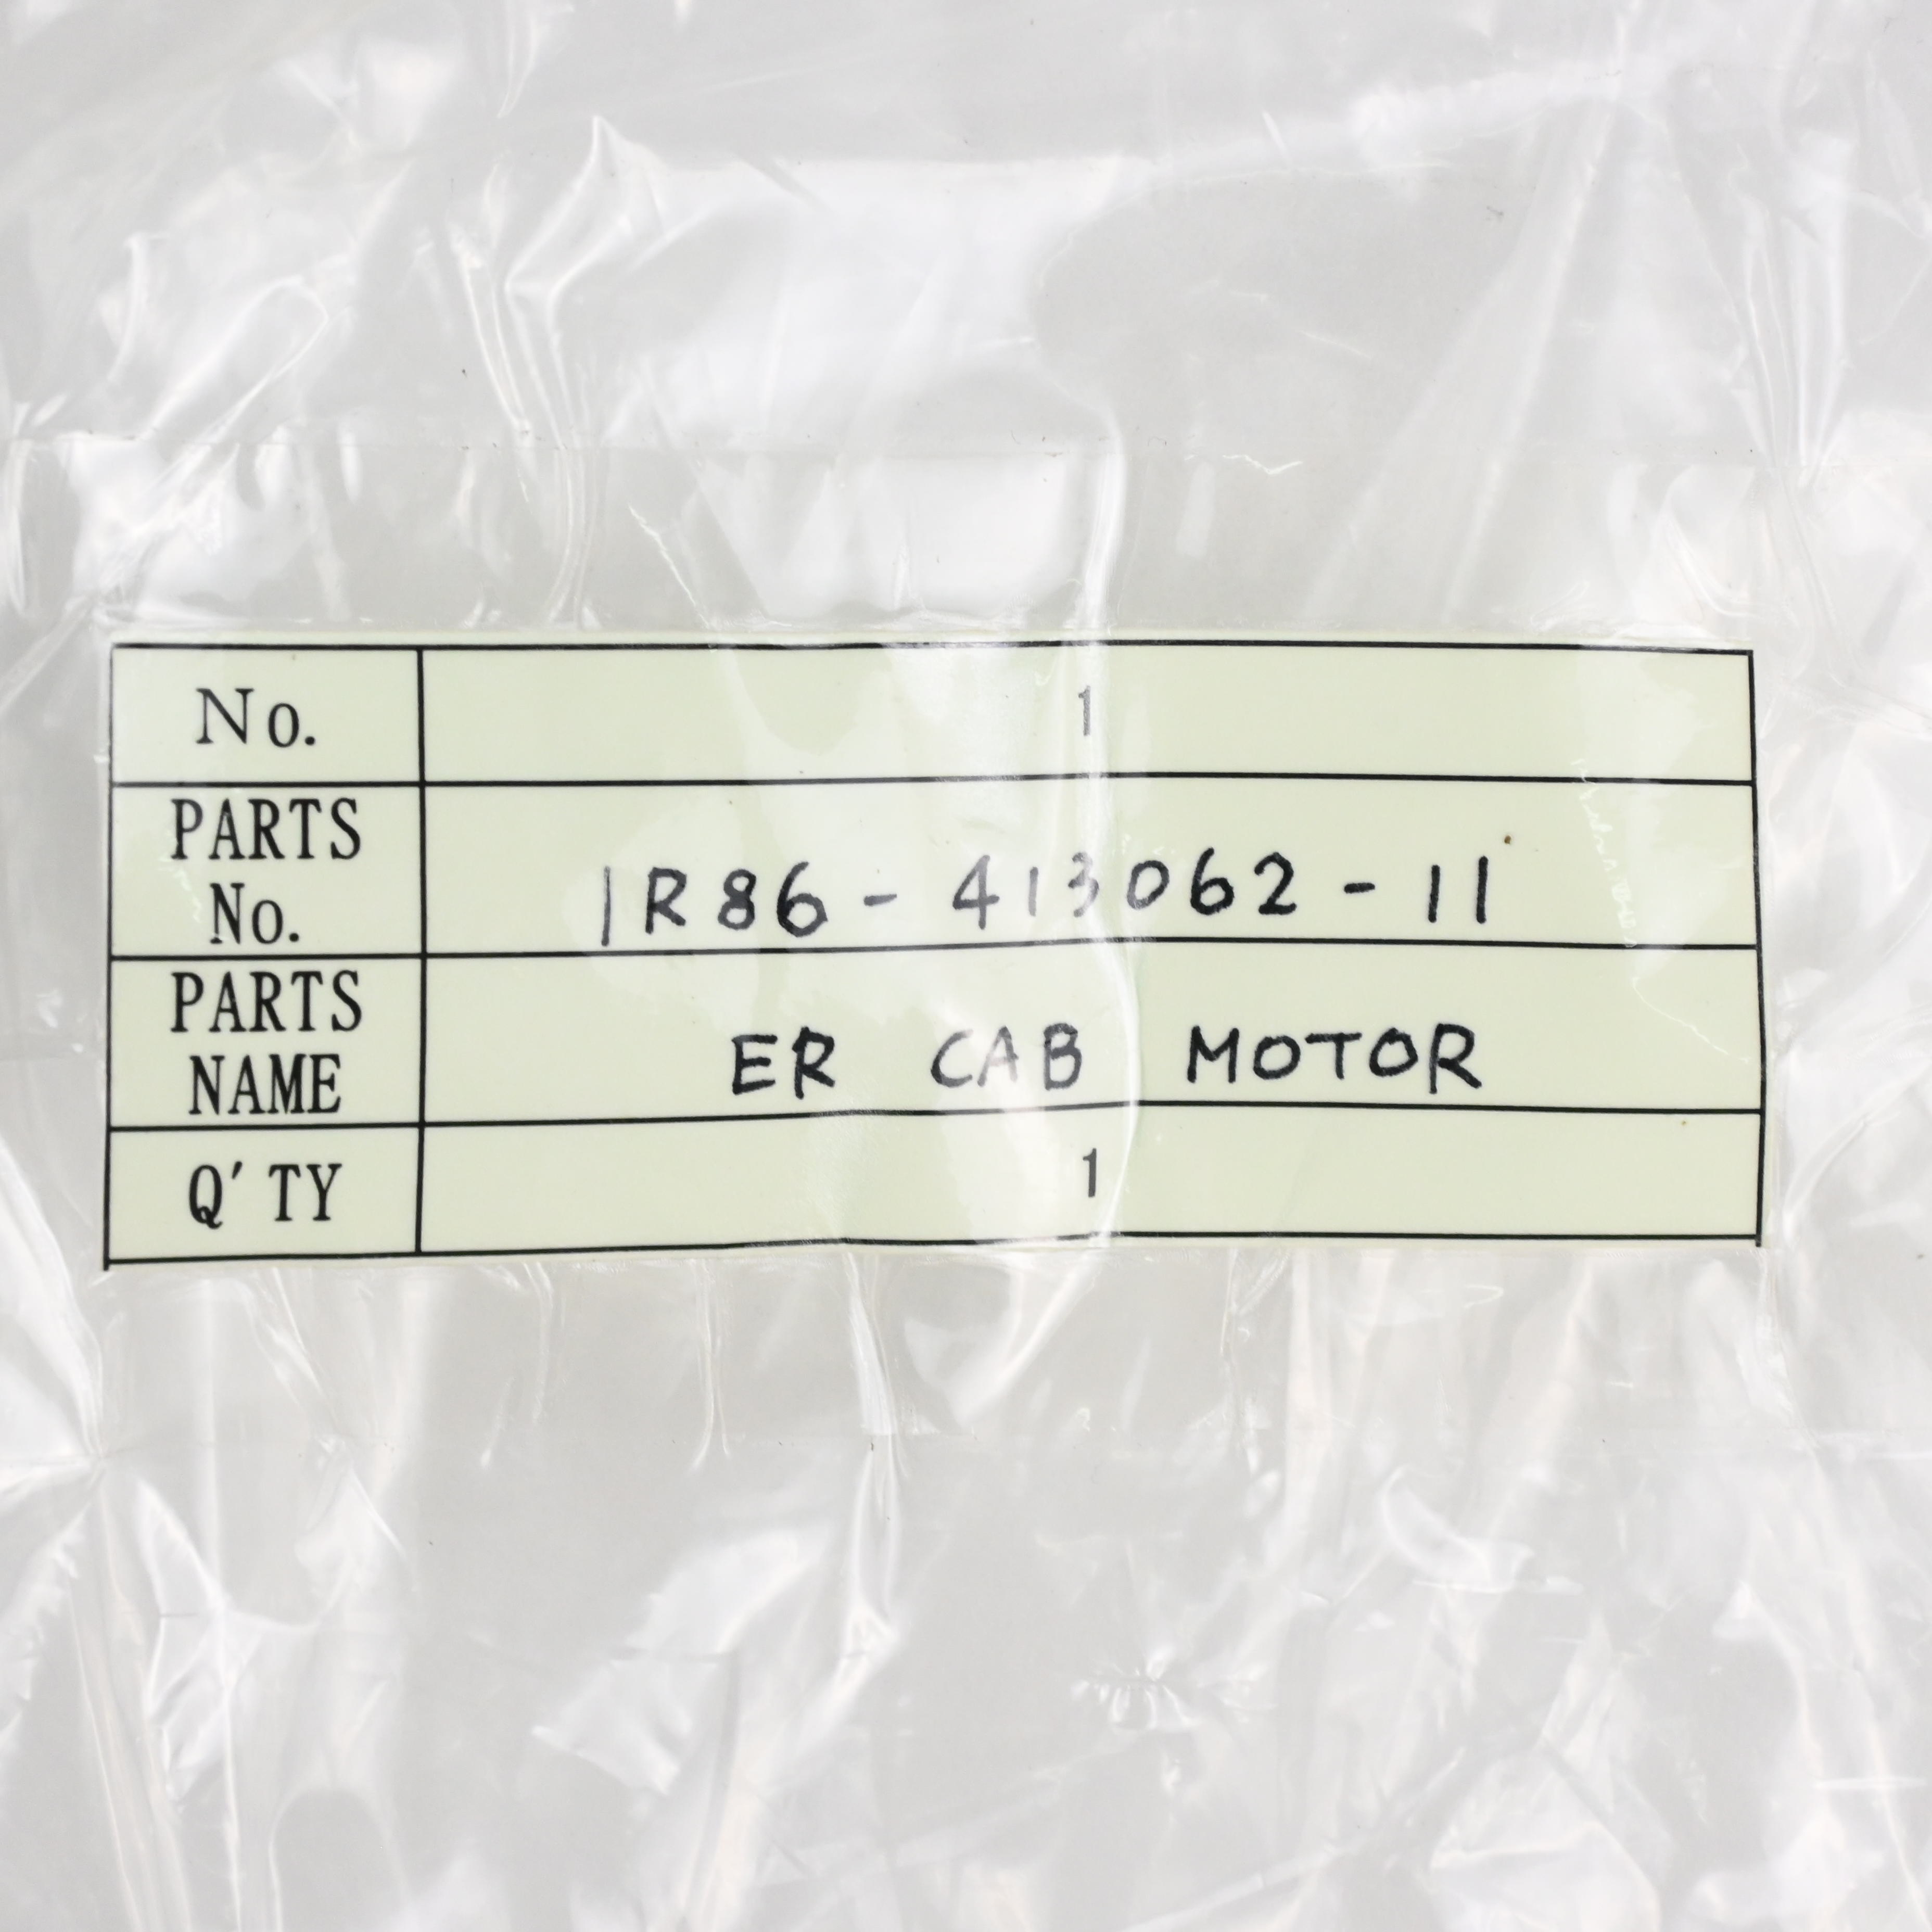 No. 1
PARTS
No. 1R86-413062-11
PARTS
NAME ER CAB MOTOR
Q'TY 1